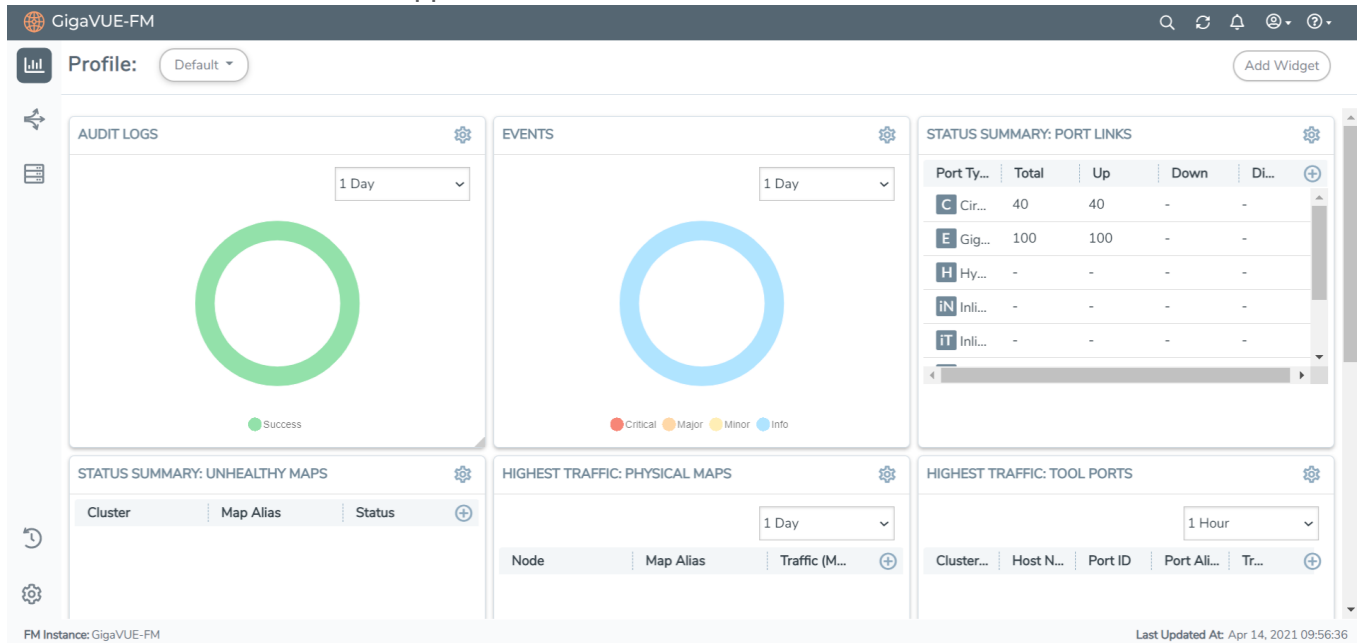 GigaVUE-FM
Profile: Default
Add Widget
AUDIT LOGS
1 Day
Success
EVENTS
1 Day
Critical Major Minor Info
STATUS SUMMARY: PORT LINKS
Port Ty... Total Up Down Di...
C Cir... 40 40 - -
E Gig... 100 100 - -
H Hy... - - - -
iN Inli... - - - -
iT Inli... - - - -
STATUS SUMMARY: UNHEALTHY MAPS
Cluster Map Alias Status
HIGHEST TRAFFIC: PHYSICAL MAPS
1 Day
Node Map Alias Traffic (M...
HIGHEST TRAFFIC: TOOL PORTS
1 Hour
Cluster... Host N... Port ID Port Ali... Tr...
FM Instance: GigaVUE-FM
Last Updated At: Apr 14, 2021 09:56:36